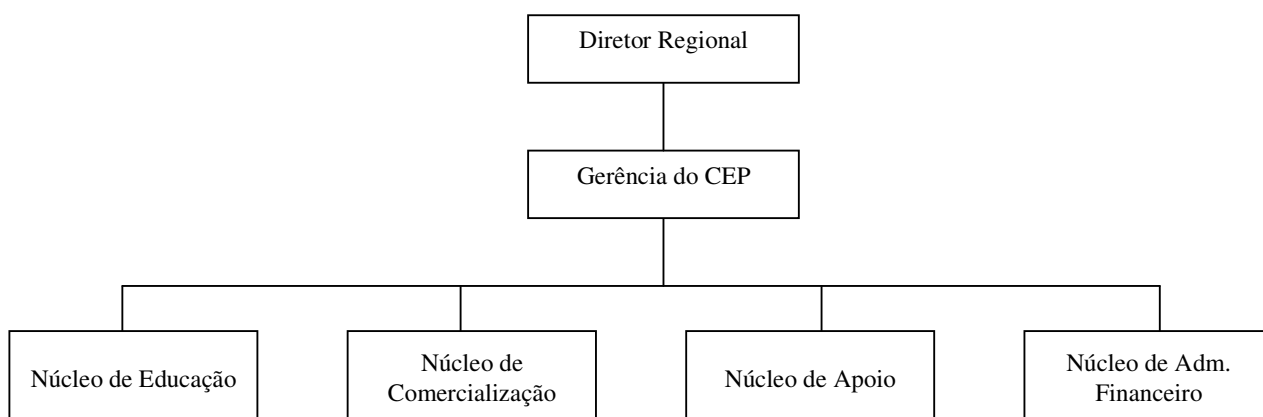 Diretor Regional
Gerência do CEP
Núcleo de Educação
Núcleo de
Comercialização
Núcleo de Apoio
Núcleo de Adm.
Financeiro